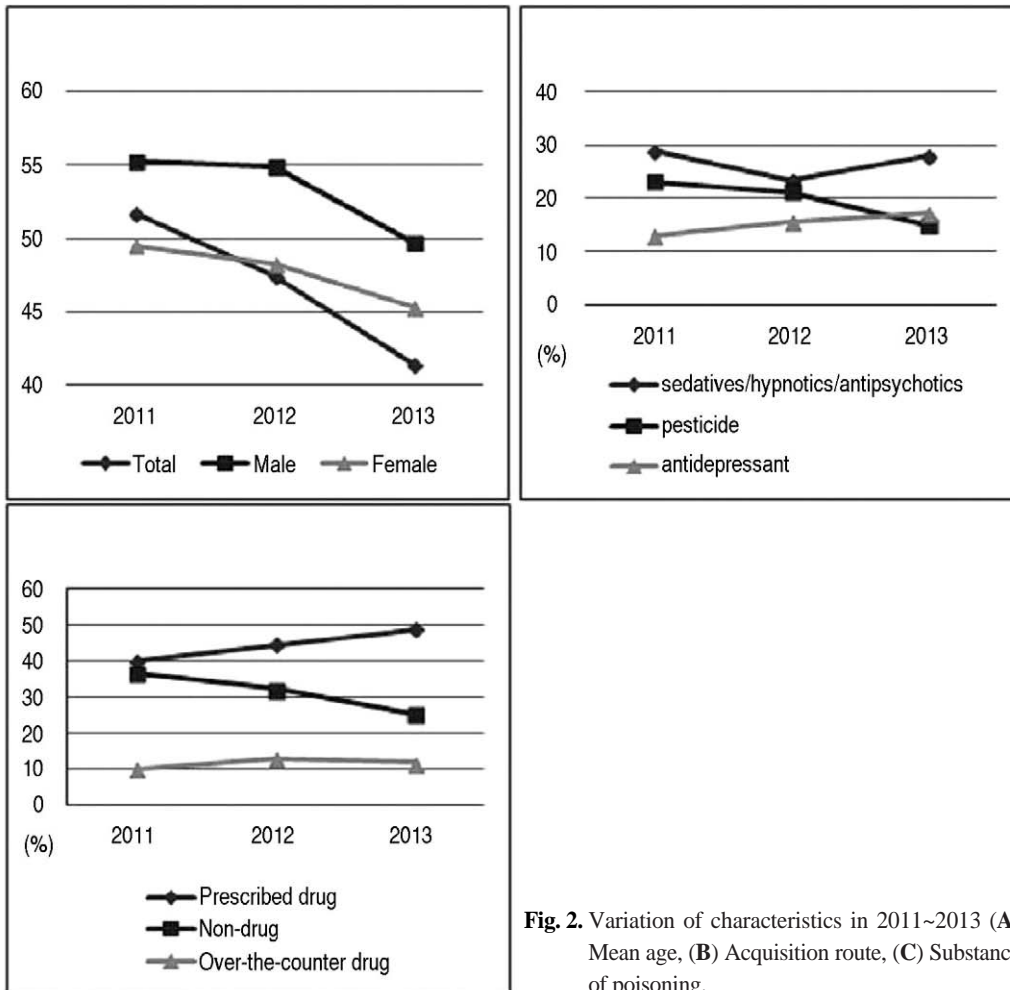 60
55
50
45
40
2011 2012 2013
Total Male Female
40
30
20
10
0
2011 2012 2013
(%)
sedatives/hypnotics/antipsychotics
pesticide
antidepressant
60
50
40
30
20
10
0
2011 2012 2013
(%)
Prescribed drug
Non-drug
Over-the-counter drug
Fig. 2. Variation of characteristics in 2011~2013 (A
Mean age, (B) Acquisition route, (C) Substanc
of poisoning.